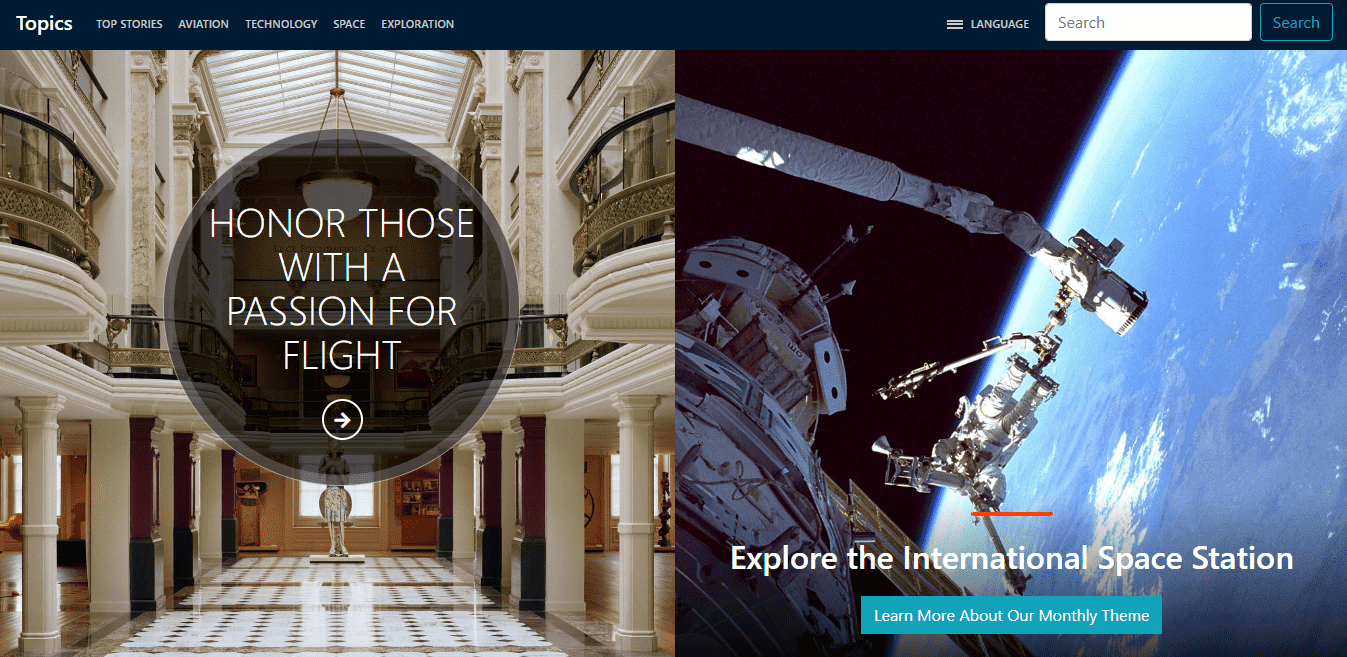 Topics TOP STORIES AVIATION TECHNOLOGY SPACE EXPLORATION LANGUAGE Search Search
HONOR THOSE
WITH A
PASSION FOR
FLIGHT
Explore the International Space Station
Learn More About Our Monthly Theme